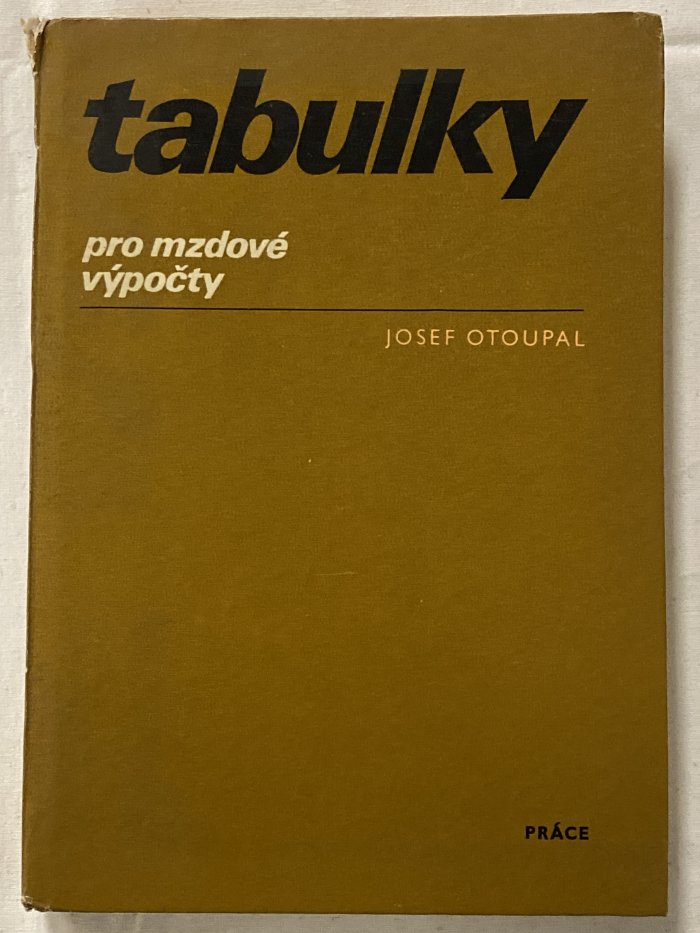 tabulky
pro mzdové
výpočty
JOSEF OTOUPAL
PRÁCE